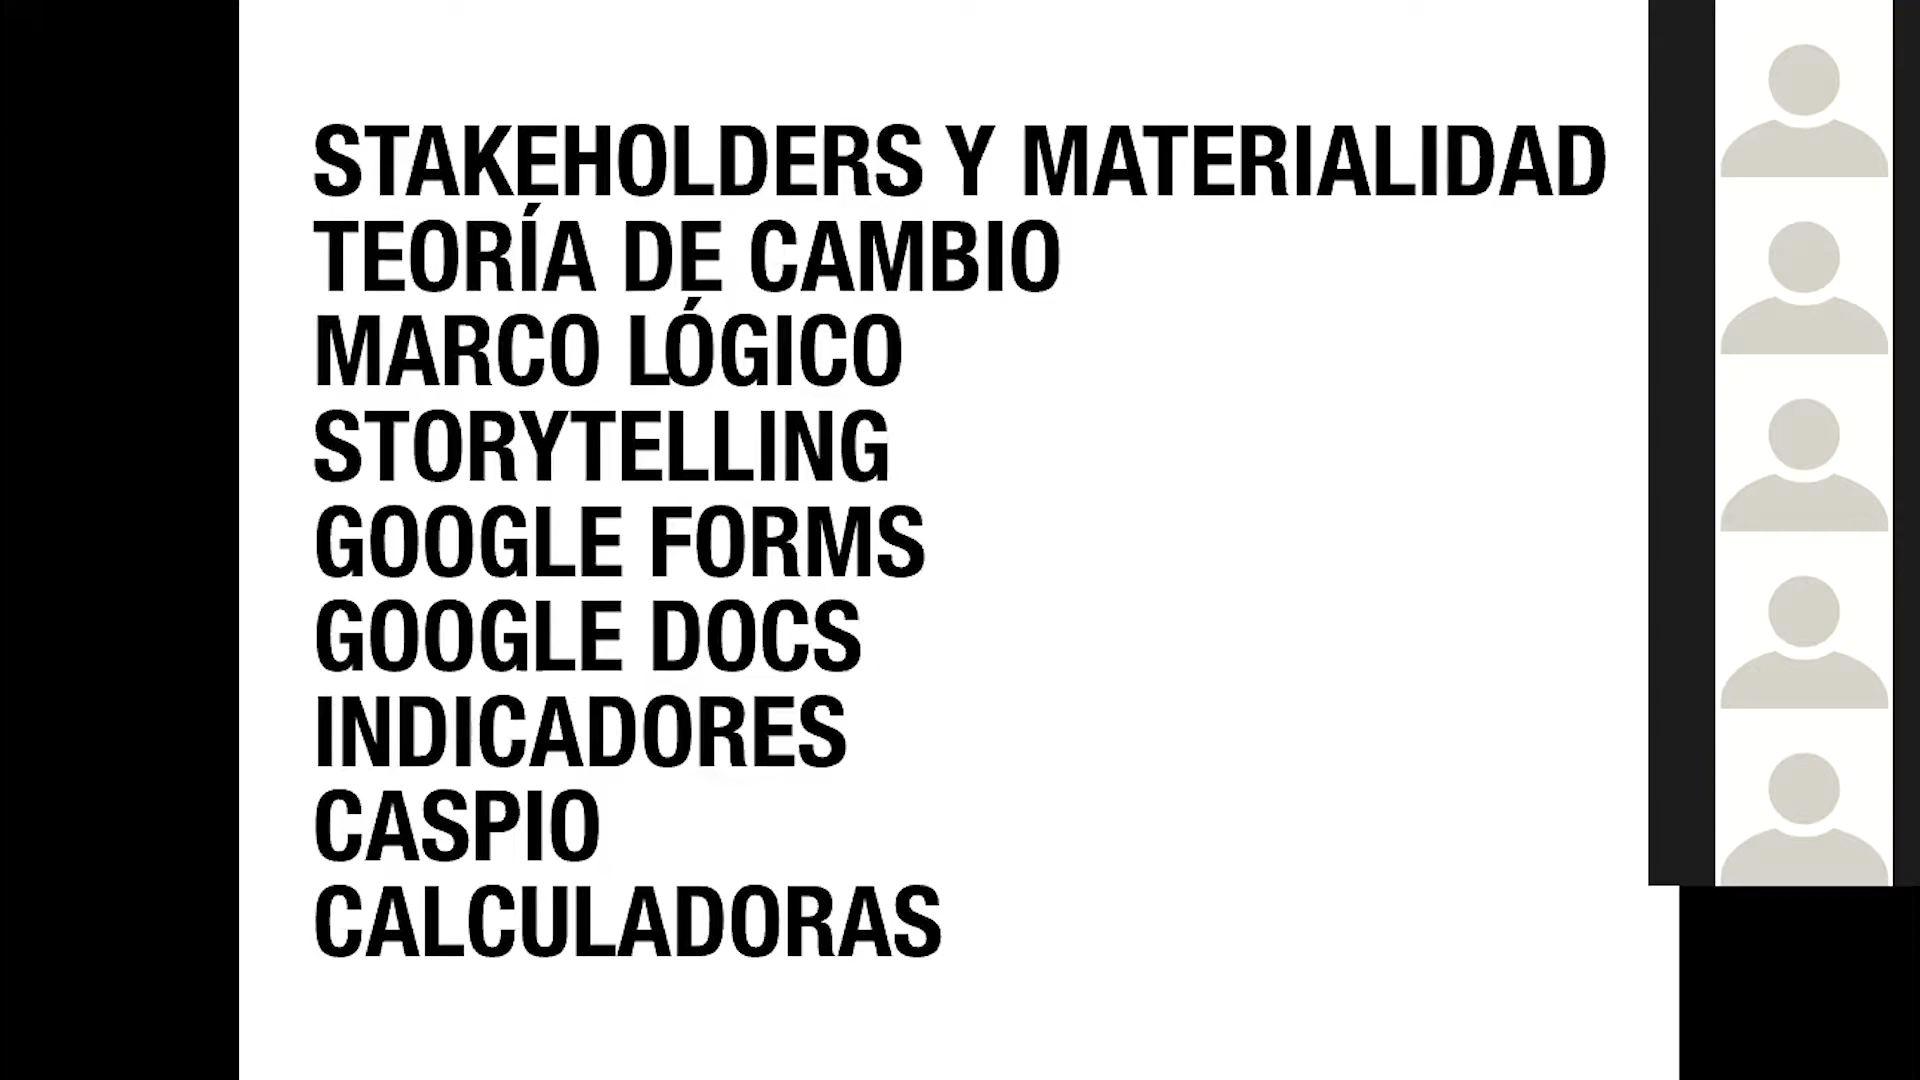 STAKEHOLDERS Y MATERIALIDAD
TEORÍA DE CAMBIO
MARCO LÓGICO
STORYTELLING
GOOGLE FORMS
GOOGLE DOCS
INDICADORES
CASPIO
CALCULADORAS